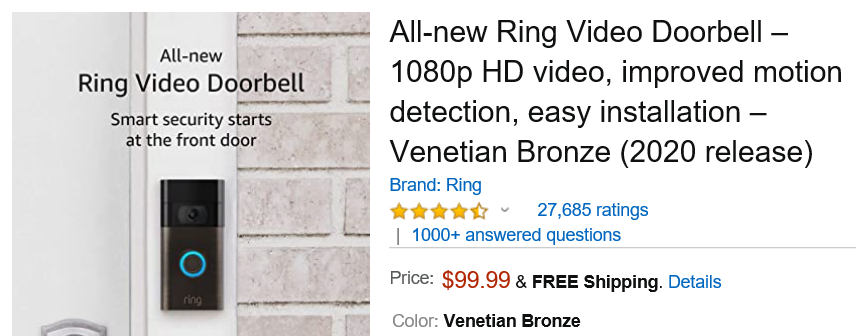 All-new
Ring Video Doorbell
Smart security starts
at the front door
ring
All-new Ring Video Doorbell –
1080p HD video, improved motion
detection, easy installation –
Venetian Bronze (2020 release)
Brand: Ring
27,685 ratings
| 1000+ answered questions
Price: $99.99 & FREE Shipping. Details
Color: Venetian Bronze